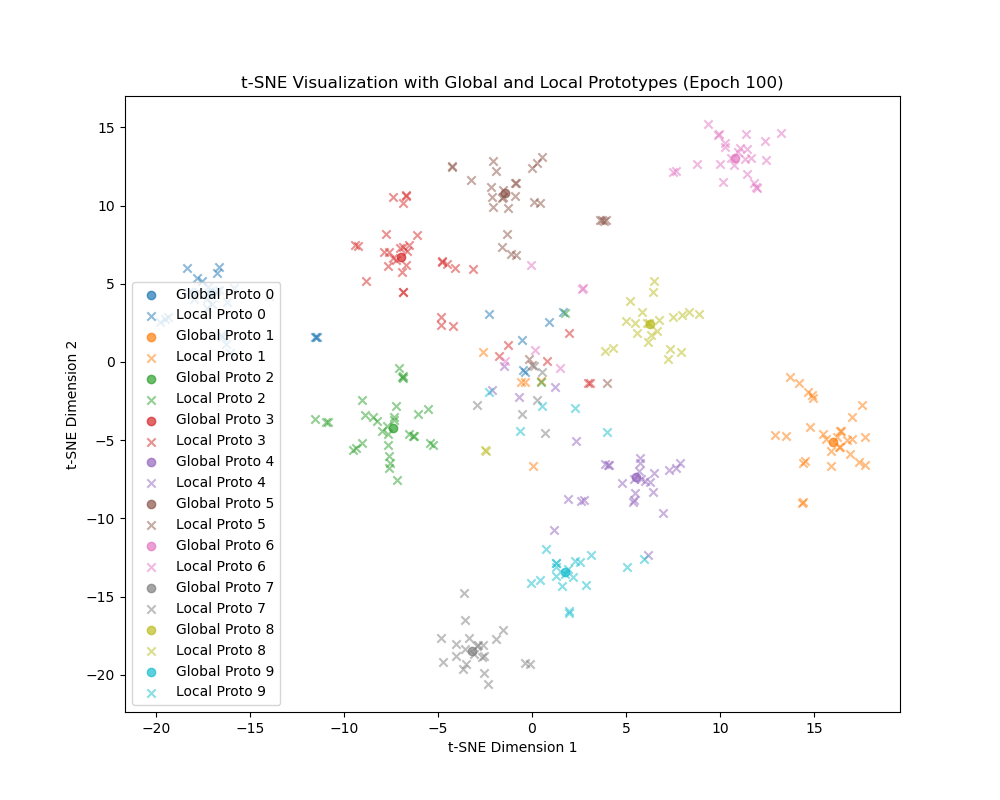 t-SNE Visualization with Global and Local Prototypes (Epoch 100)
15
10
5
0
−5
−10
−15
−20
t-SNE Dimension 2
Global Proto 0
Local Proto 0
Global Proto 1
Local Proto 1
Global Proto 2
Local Proto 2
Global Proto 3
Local Proto 3
Global Proto 4
Local Proto 4
Global Proto 5
Local Proto 5
Global Proto 6
Local Proto 6
Global Proto 7
Local Proto 7
Global Proto 8
Local Proto 8
Global Proto 9
Local Proto 9
−20 −15 −10 −5 0 5 10 15
t-SNE Dimension 1